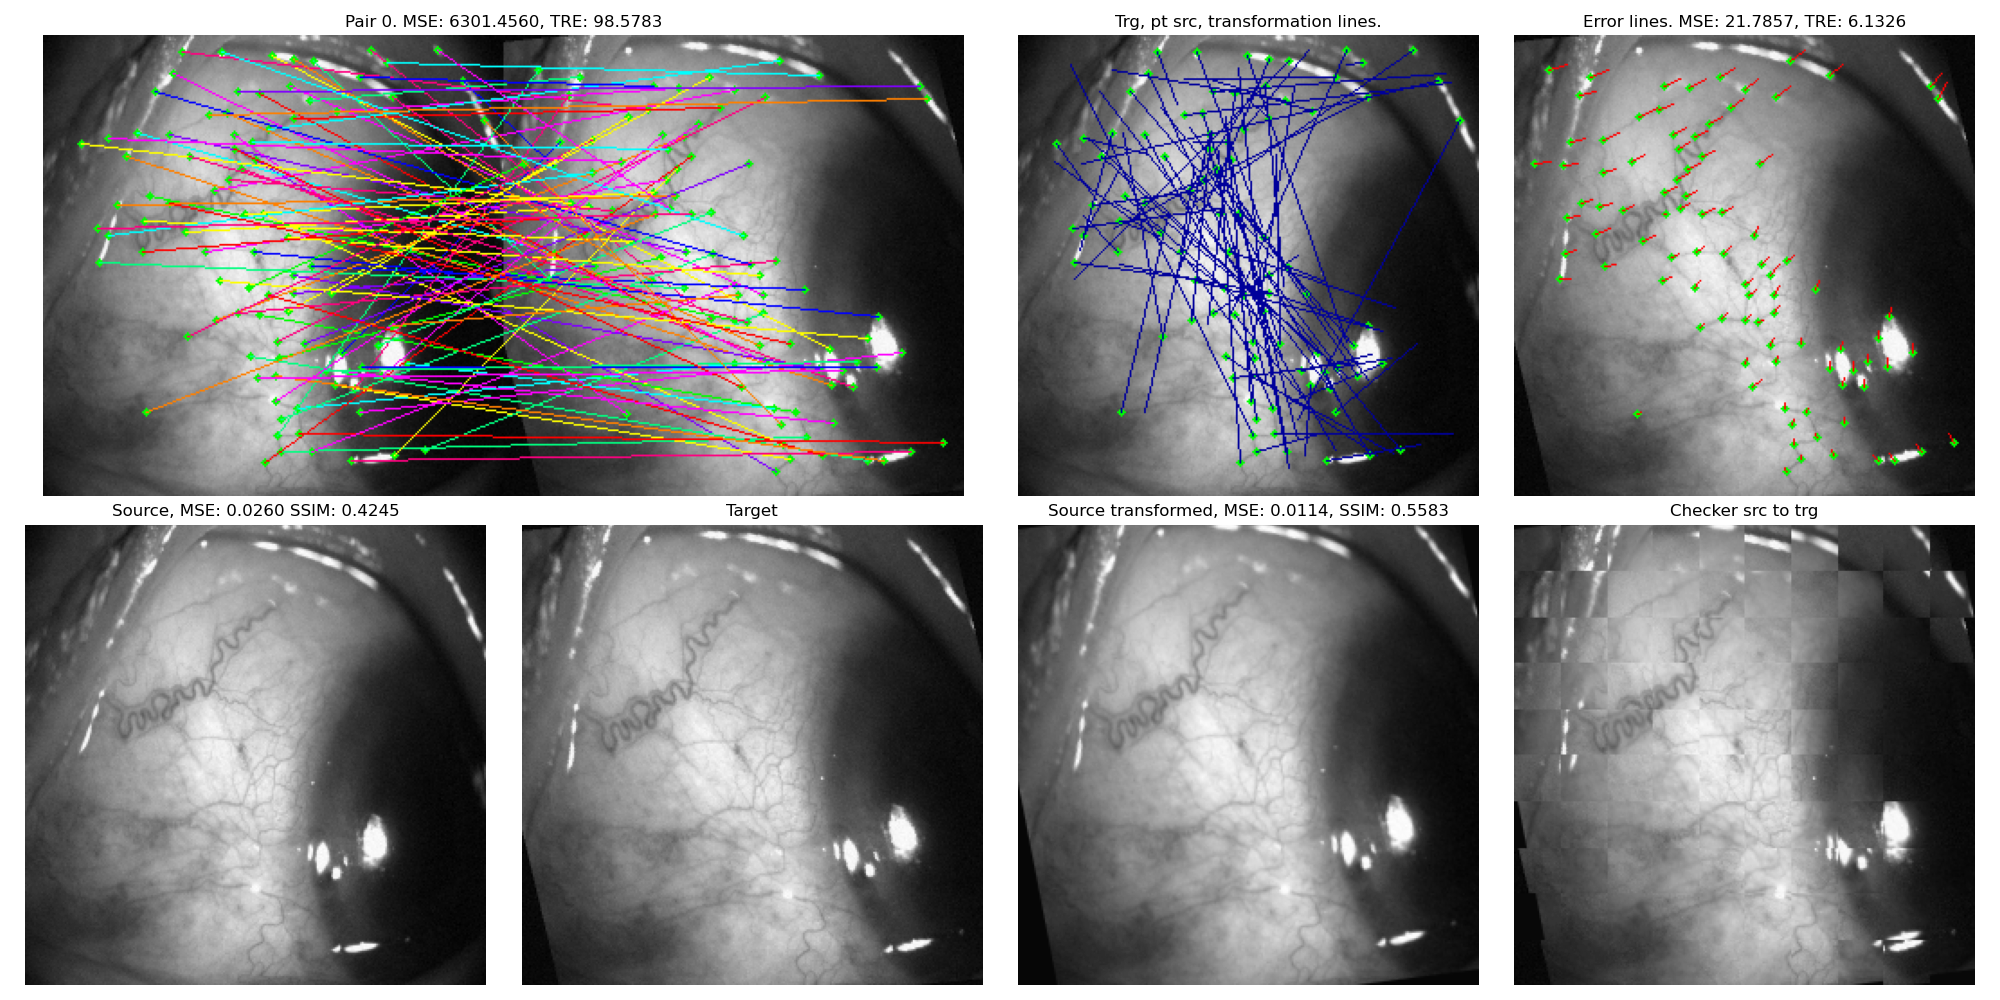 Pair 0. MSE: 6301.4560, TRE: 98.5783
Trg, pt src, transformation lines.
Error lines. MSE: 21.7857, TRE: 6.1326
Source, MSE: 0.0260 SSIM: 0.4245
Target
Source transformed, MSE: 0.0114, SSIM: 0.5583
Checker src to trg